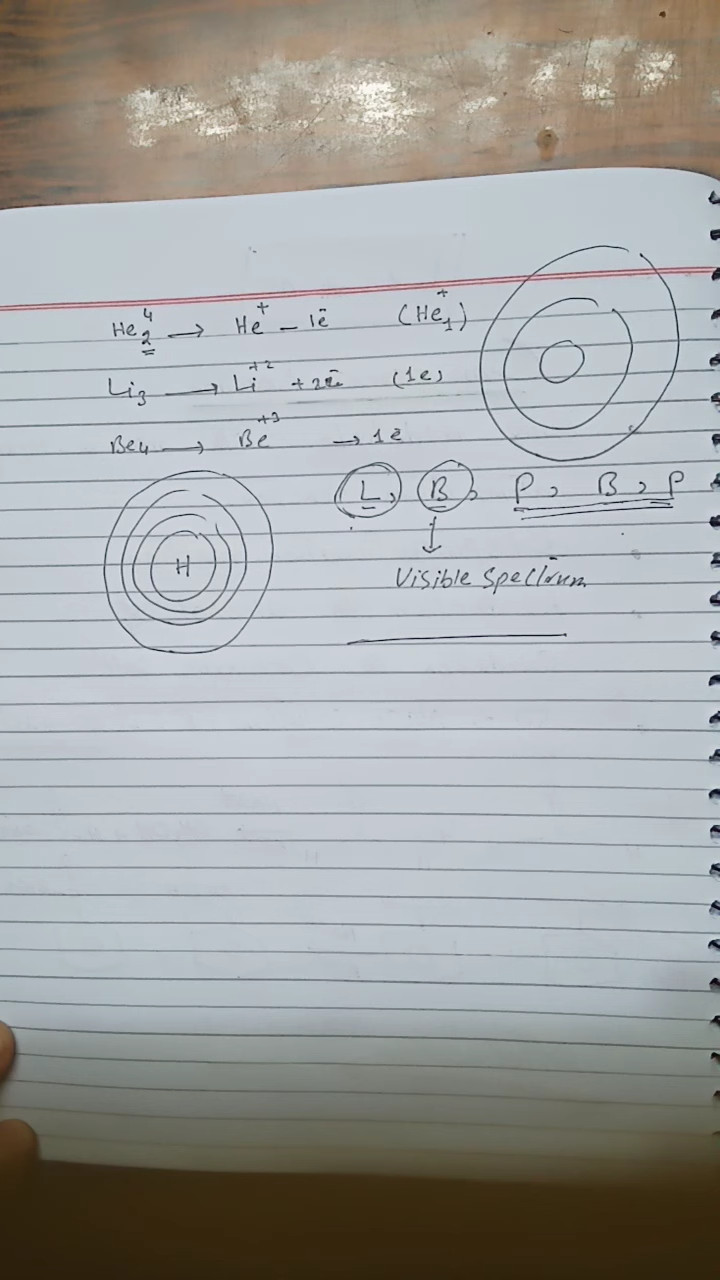 He₂⁴ → He⁺ – 1ē (He₁⁺)
Li₃ → Li⁺² + 2ē (1e)
Be₄ → Be⁺³ → 1ē
L, B, P, B, P
↓
H
Visible Spectrum